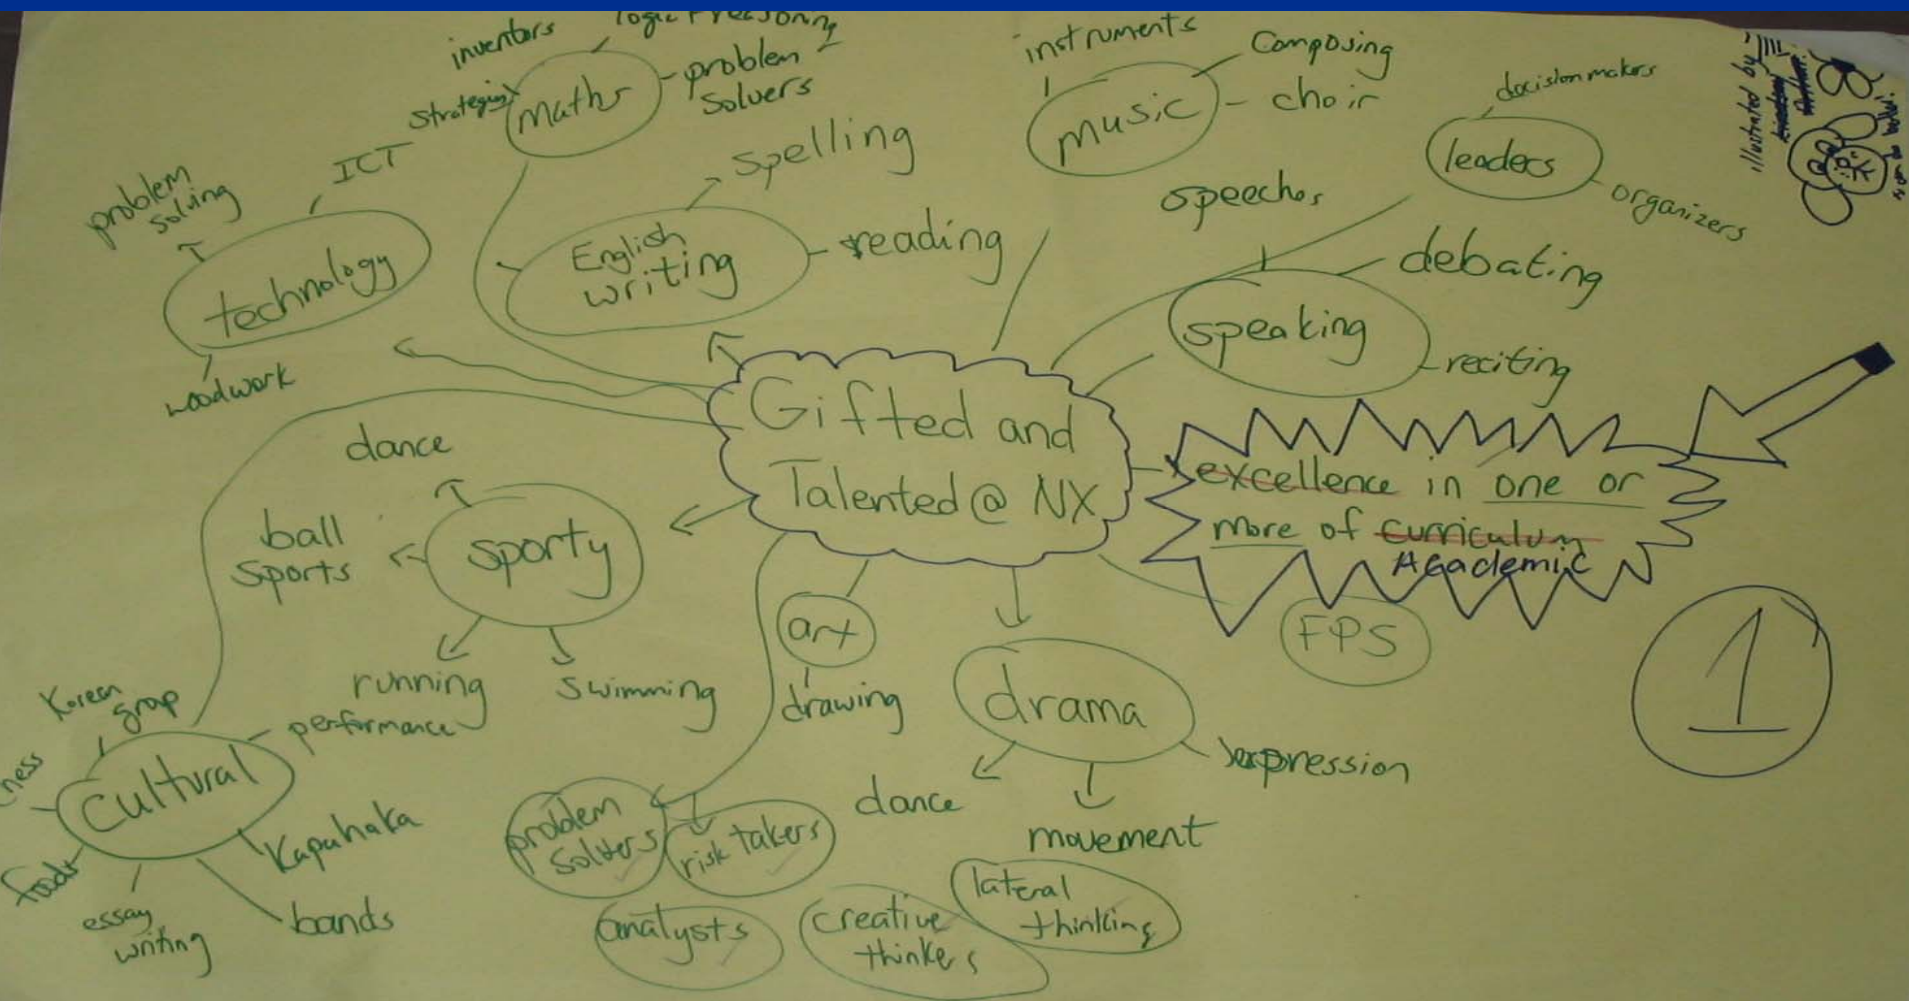 logic & reasoning
inventors
strategies
maths
problem
solvers
instruments
Composing
choir
music
decisionmakers
leaders
organizers
illustrated by
ICT
problem
solving
technology
woodwork
spelling
English
writing
reading
speeches
debating
speaking
reciting
Gifted and
Talented @ NX
excellence in one or
more of curriculum
Academic
1
dance
ball
sports
sporty
running
swimming
art
drawing
drama
expression
dance
movement
FPS
Korean
group
performance
cultural
Kapahaka
foods
essay
writing
bands
problem
solvers
risk takers
analysts
creative
thinkers
lateral
thinking